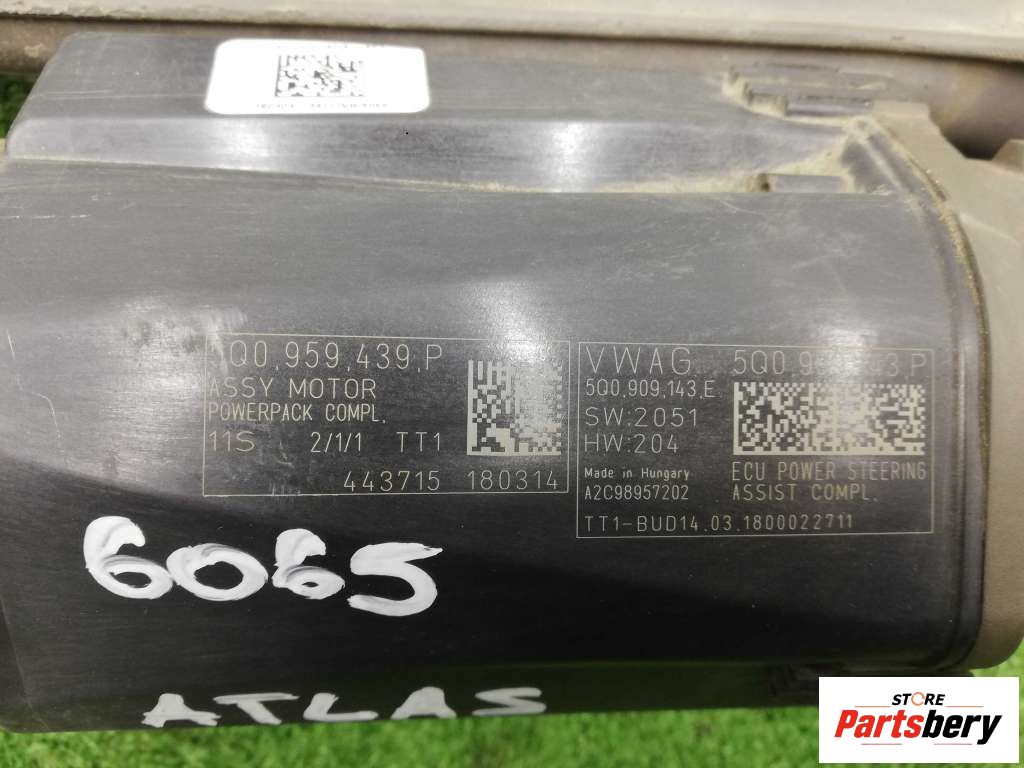 Q0.959.439.P
ASSY MOTOR
POWERPACK COMPL.
11S 2/1/1 TT1
443715 180314
VWAG
5Q0.909.143.E
SW:2051
HW:204
Made in Hungary
A2C98957202
ECU POWER STEERING
ASSIST COMPL.
TT1-BUD14.03.1800022711
6065
ATLAS
STORE
Partsbery